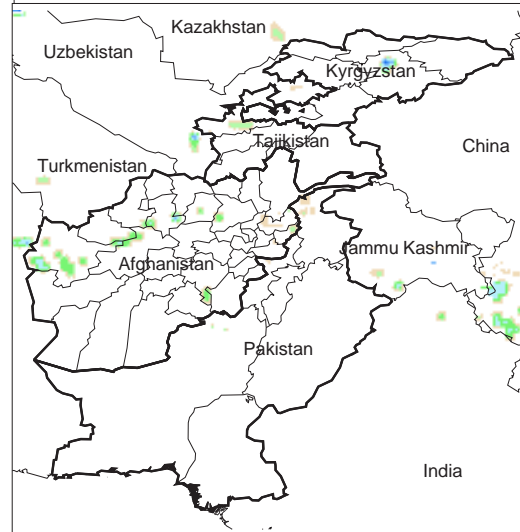 Kazakhstan
Uzbekistan
Kyrgyzstan
Tajikistan
China
Turkmenistan
Jammu Kashmir
Afghanistan
Pakistan
India